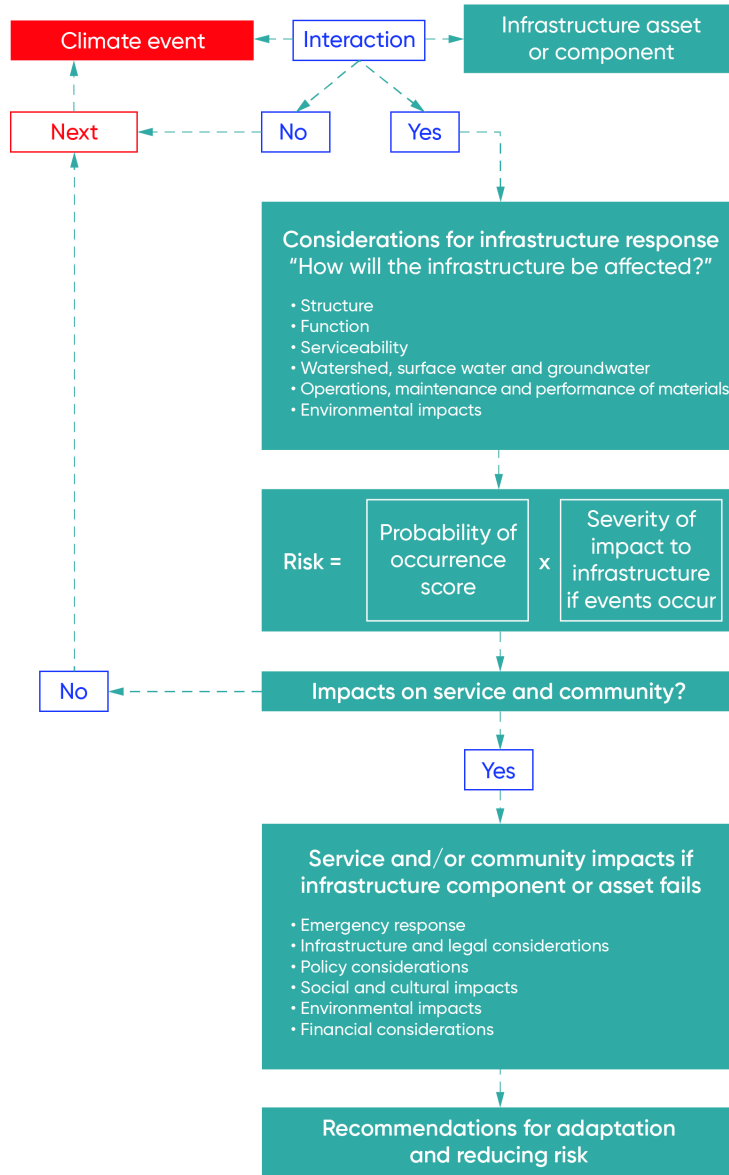 Climate event
Interaction
Infrastructure asset
or component
Next
No
Yes
Considerations for infrastructure response
“How will the infrastructure be affected?”
• Structure
• Function
• Serviceability
• Watershed, surface water and groundwater
• Operations, maintenance and performance of materials
• Environmental impacts
Risk =
Probability of
occurrence
score
x
Severity of
impact to
infrastructure
if events occur
No
Impacts on service and community?
Yes
Service and/or community impacts if
infrastructure component or asset fails
• Emergency response
• Infrastructure and legal considerations
• Policy considerations
• Social and cultural impacts
• Environmental impacts
• Financial considerations
Recommendations for adaptation
and reducing risk